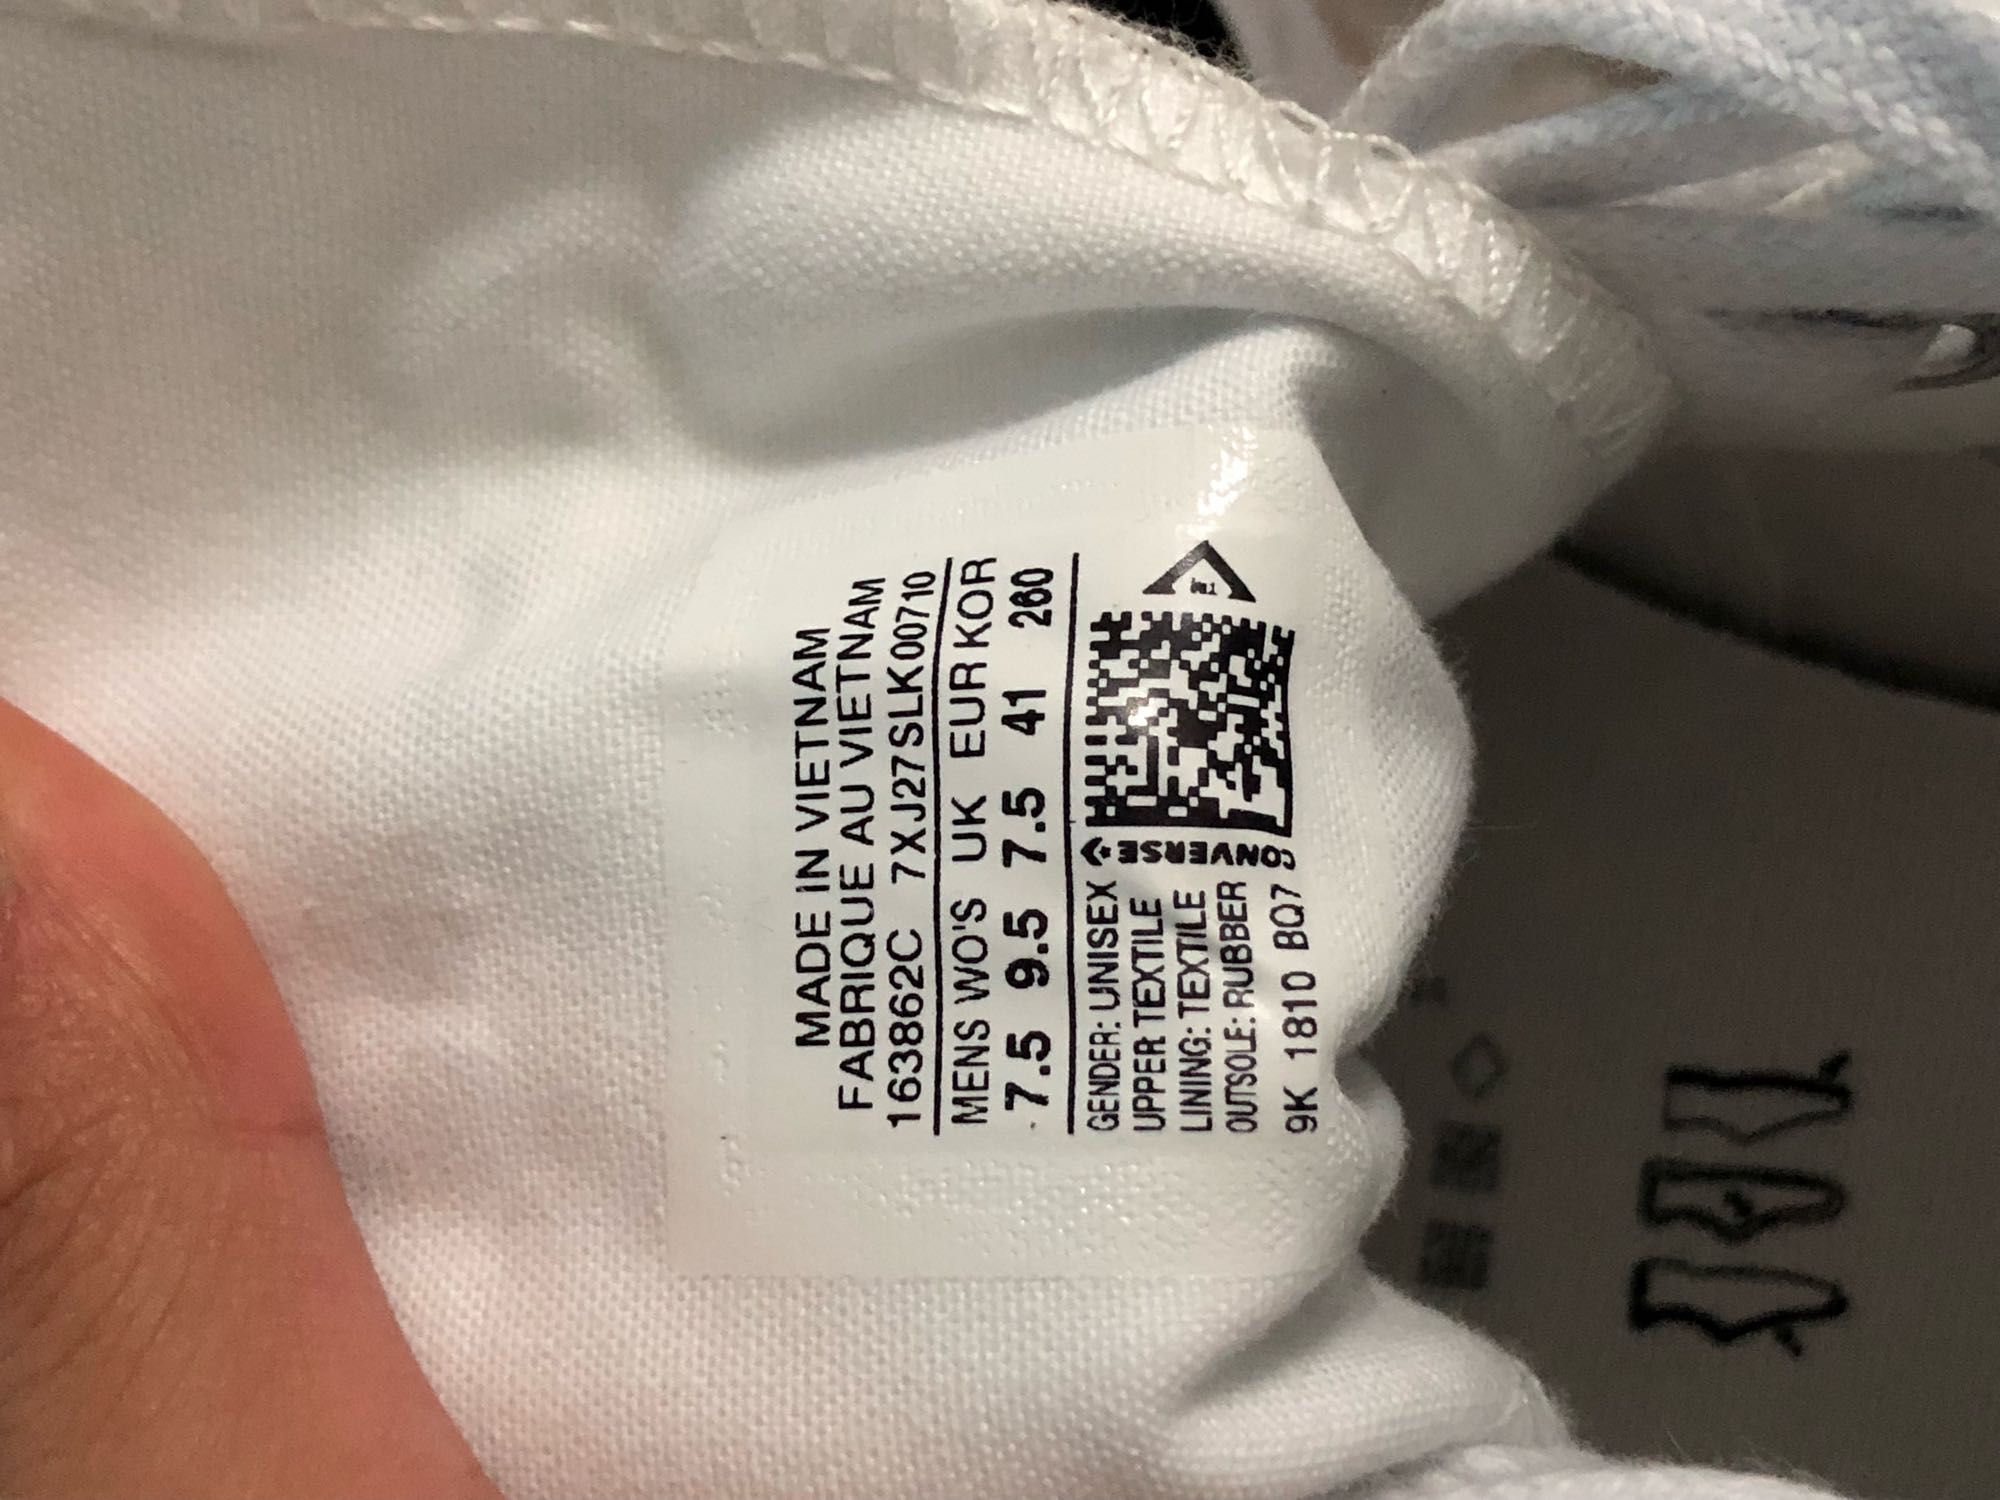 MADE IN VIETNAM
FABRIQUE AU VIETNAM
163862C 7XJ27SLK00710
MENS WO'S UK EUR KOR
7.5 9.5 7.5 41 260
GENDER: UNISEX
UPPER TEXTILE
LINING: TEXTILE
OUTSOLE: RUBBER
9K 1810 BQ7
CONVERSE